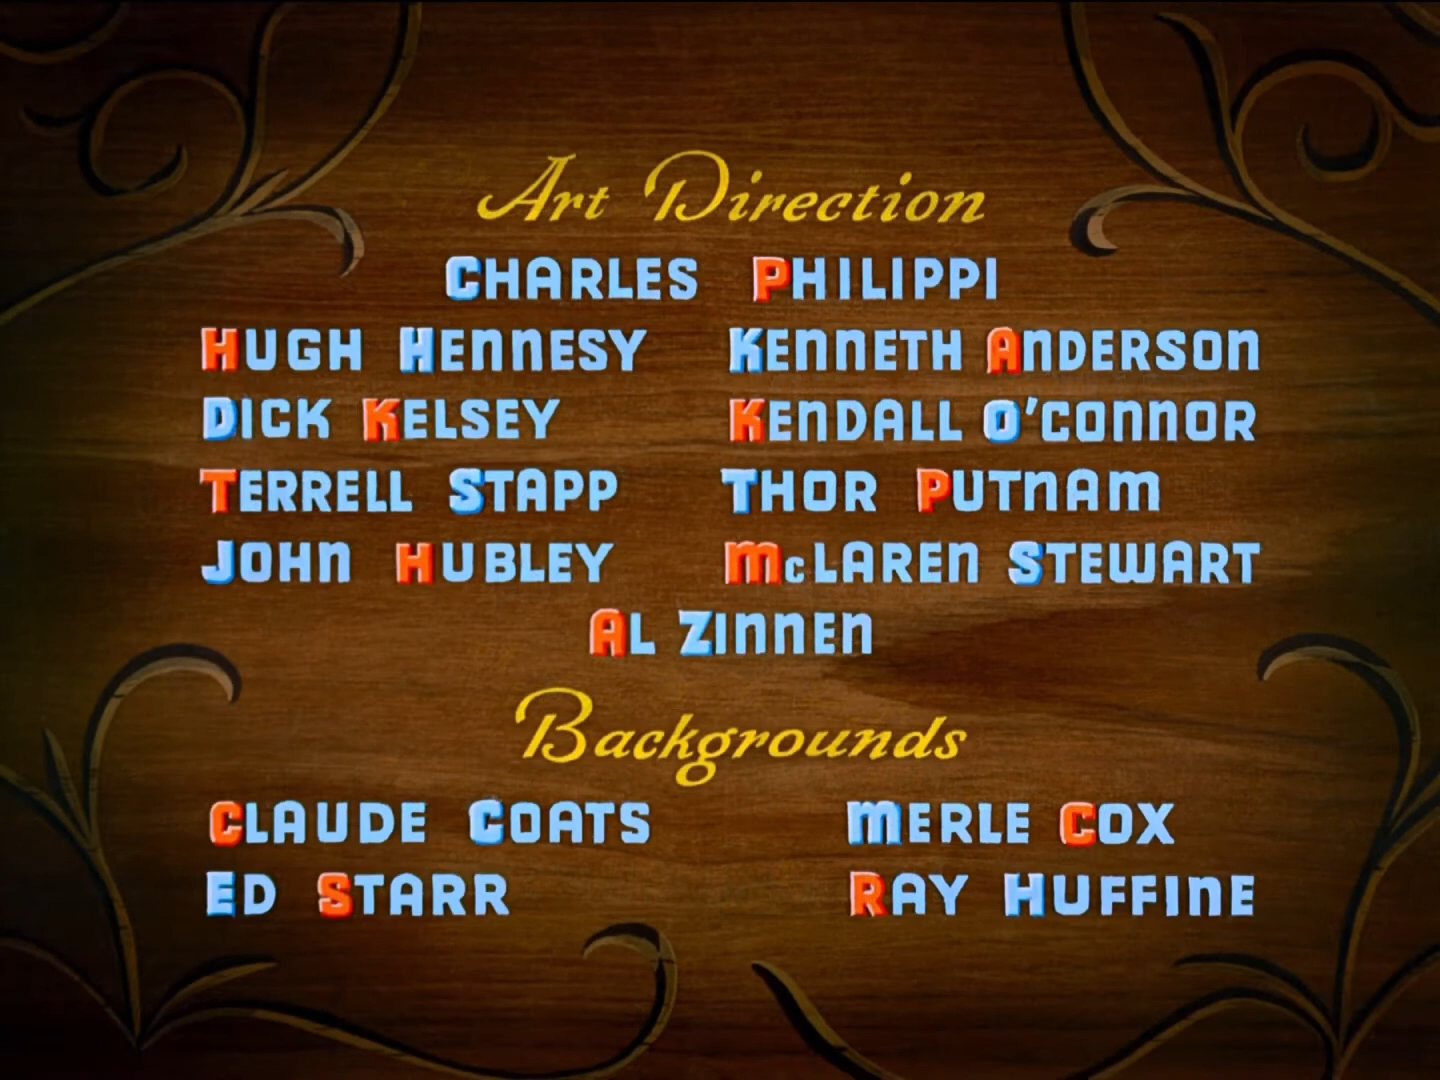 Art Direction
CHARLES PHILIPPI
HUGH HENNESY KENNETH ANDERSON
DICK KELSEY KENDALL O'CONNOR
TERRELL STAPP THOR PUTNAM
JOHN HUBLEY McLAREN STEWART
AL ZINNEN
Backgrounds
CLAUDE COATS MERLE COX
ED STARR RAY HUFFINE